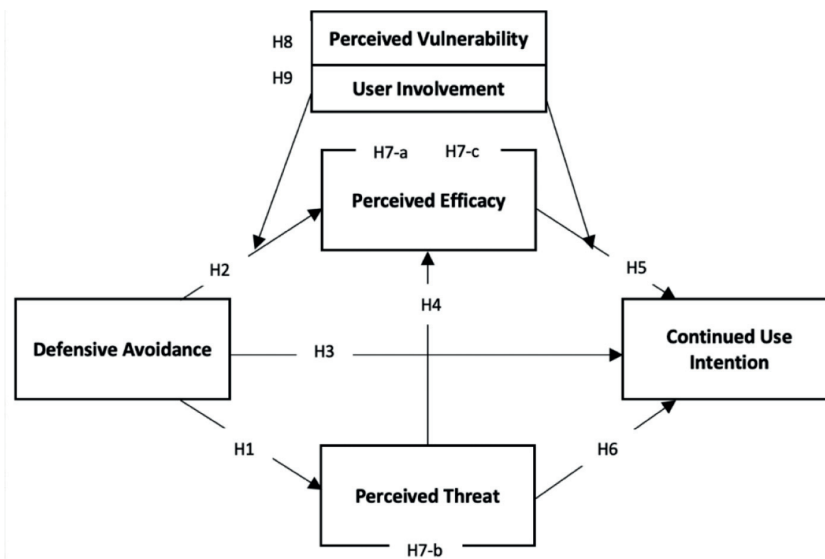 H8
Perceived Vulnerability
H9
User Involvement
H7-a
H7-c
Perceived Efficacy
H2
H5
H4
Defensive Avoidance
H3
Continued Use
Intention
H1
H6
Perceived Threat
H7-b